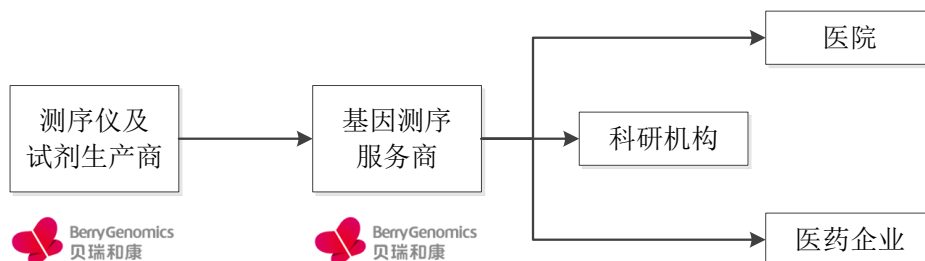 医院
测序仪及
试剂生产商
基因测序
服务商
科研机构
BerryGenomics
贝瑞和康
BerryGenomics
贝瑞和康
医药企业